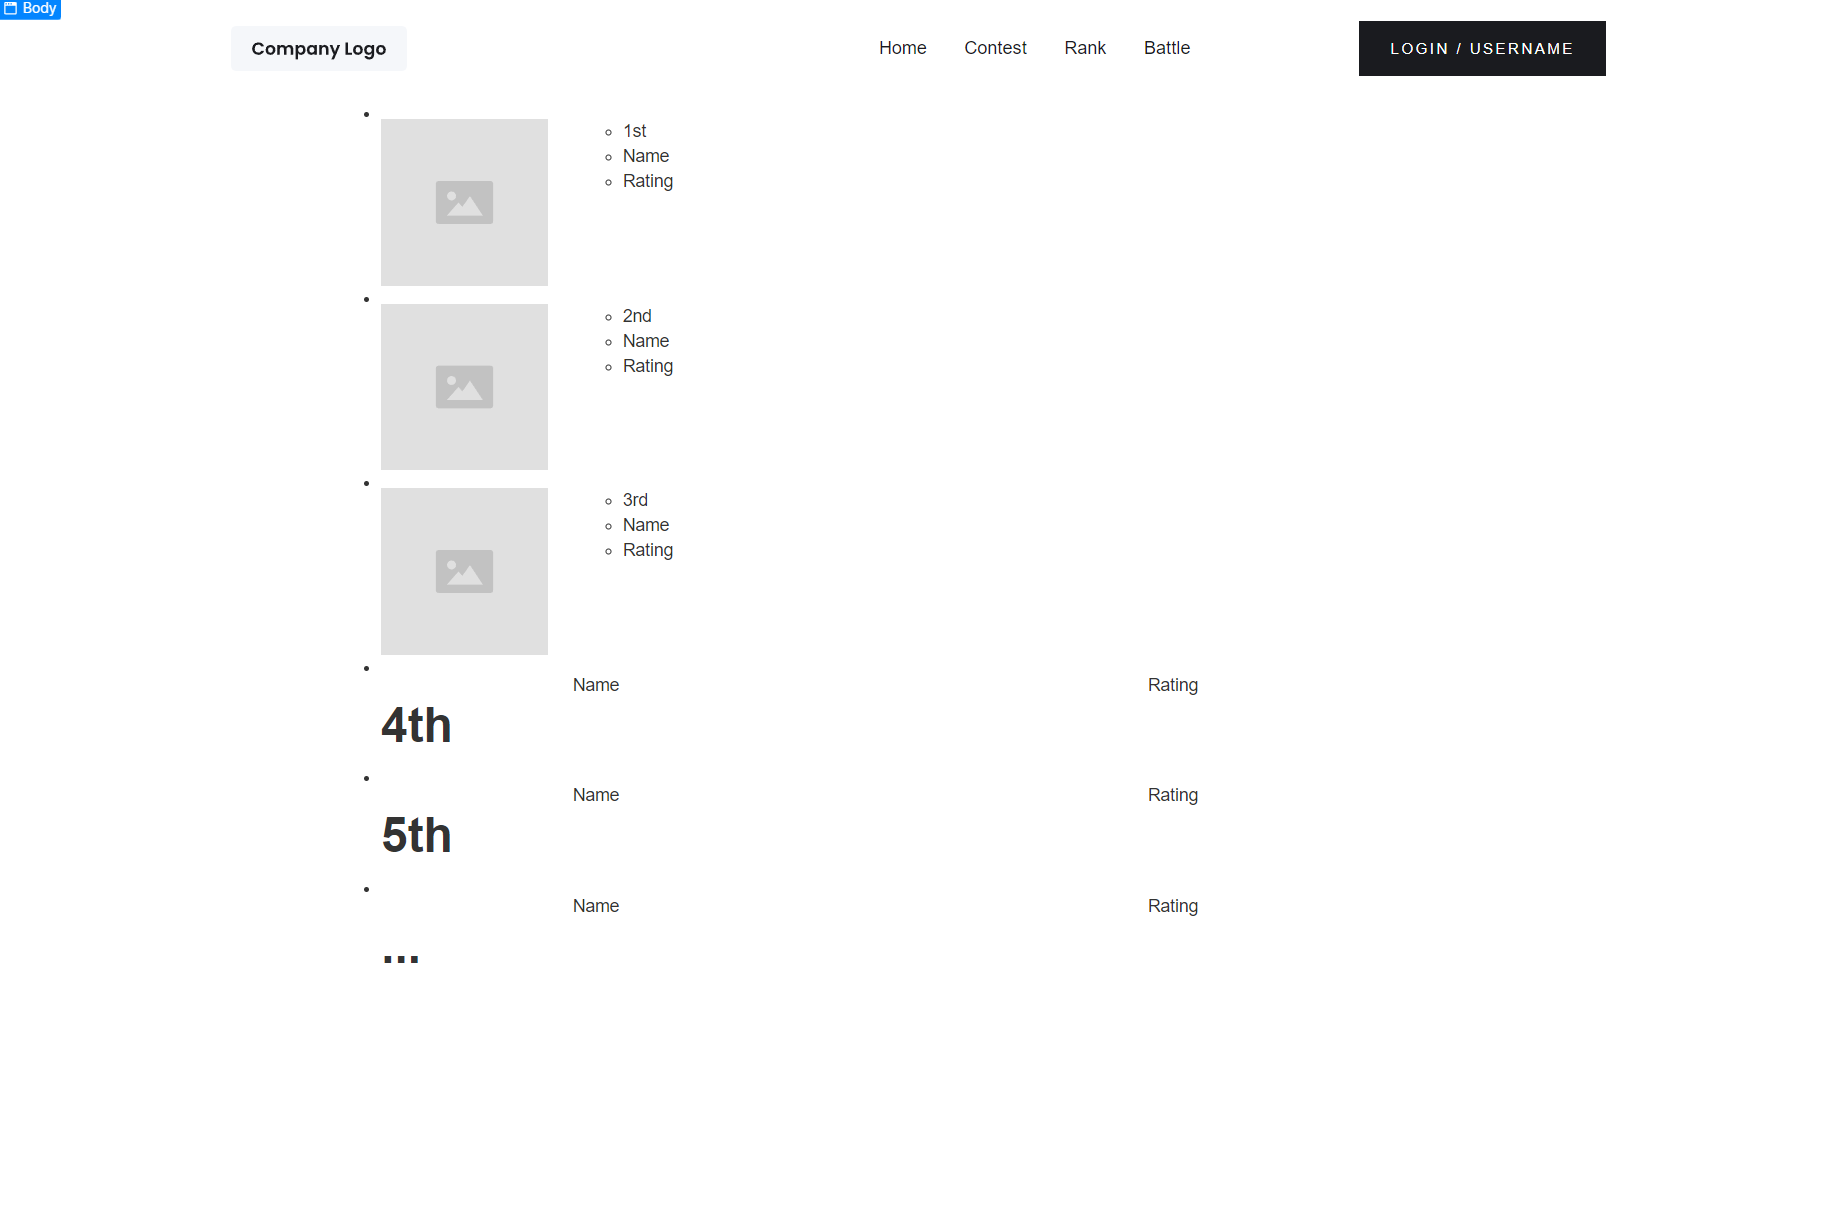 Body
Company Logo
Home Contest Rank Battle
LOGIN / USERNAME
1st
Name
Rating
2nd
Name
Rating
3rd
Name
Rating
Name Rating
4th
Name Rating
5th
Name Rating
...